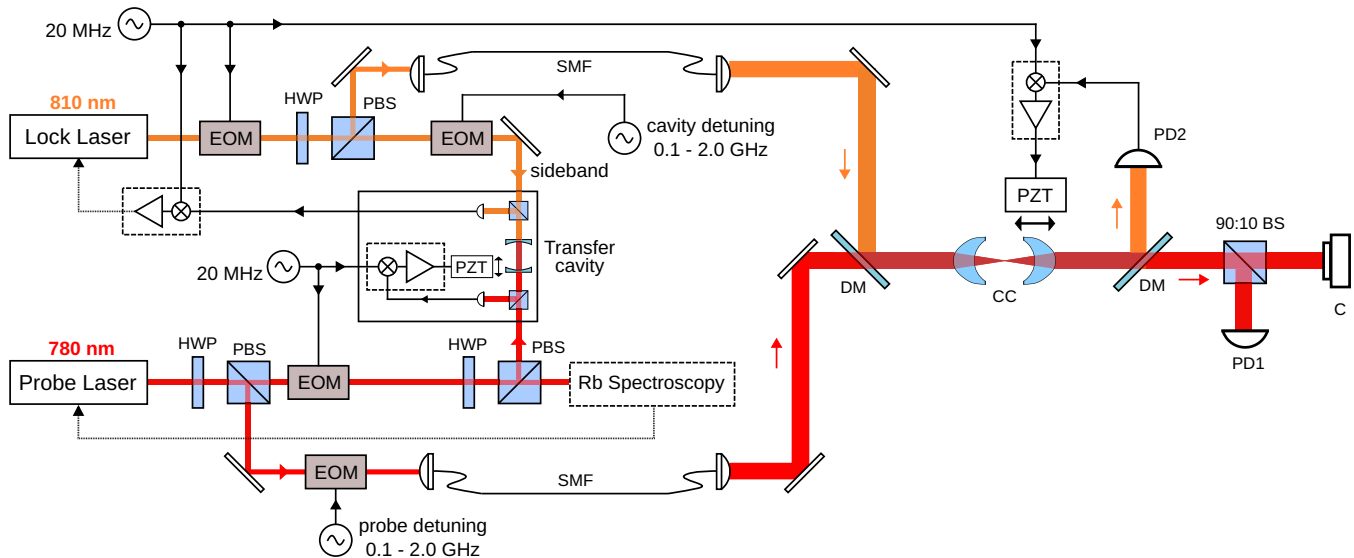 20 MHz
810 nm
Lock Laser
EOM
HWP
PBS
EOM
SMF
cavity detuning
0.1 - 2.0 GHz
sideband
Transfer
cavity
PZT
20 MHz
780 nm
Probe Laser
HWP
PBS
EOM
HWP
PBS
Rb Spectroscopy
EOM
SMF
probe detuning
0.1 - 2.0 GHz
DM
CC
PZT
PD2
DM
90:10 BS
PD1
C